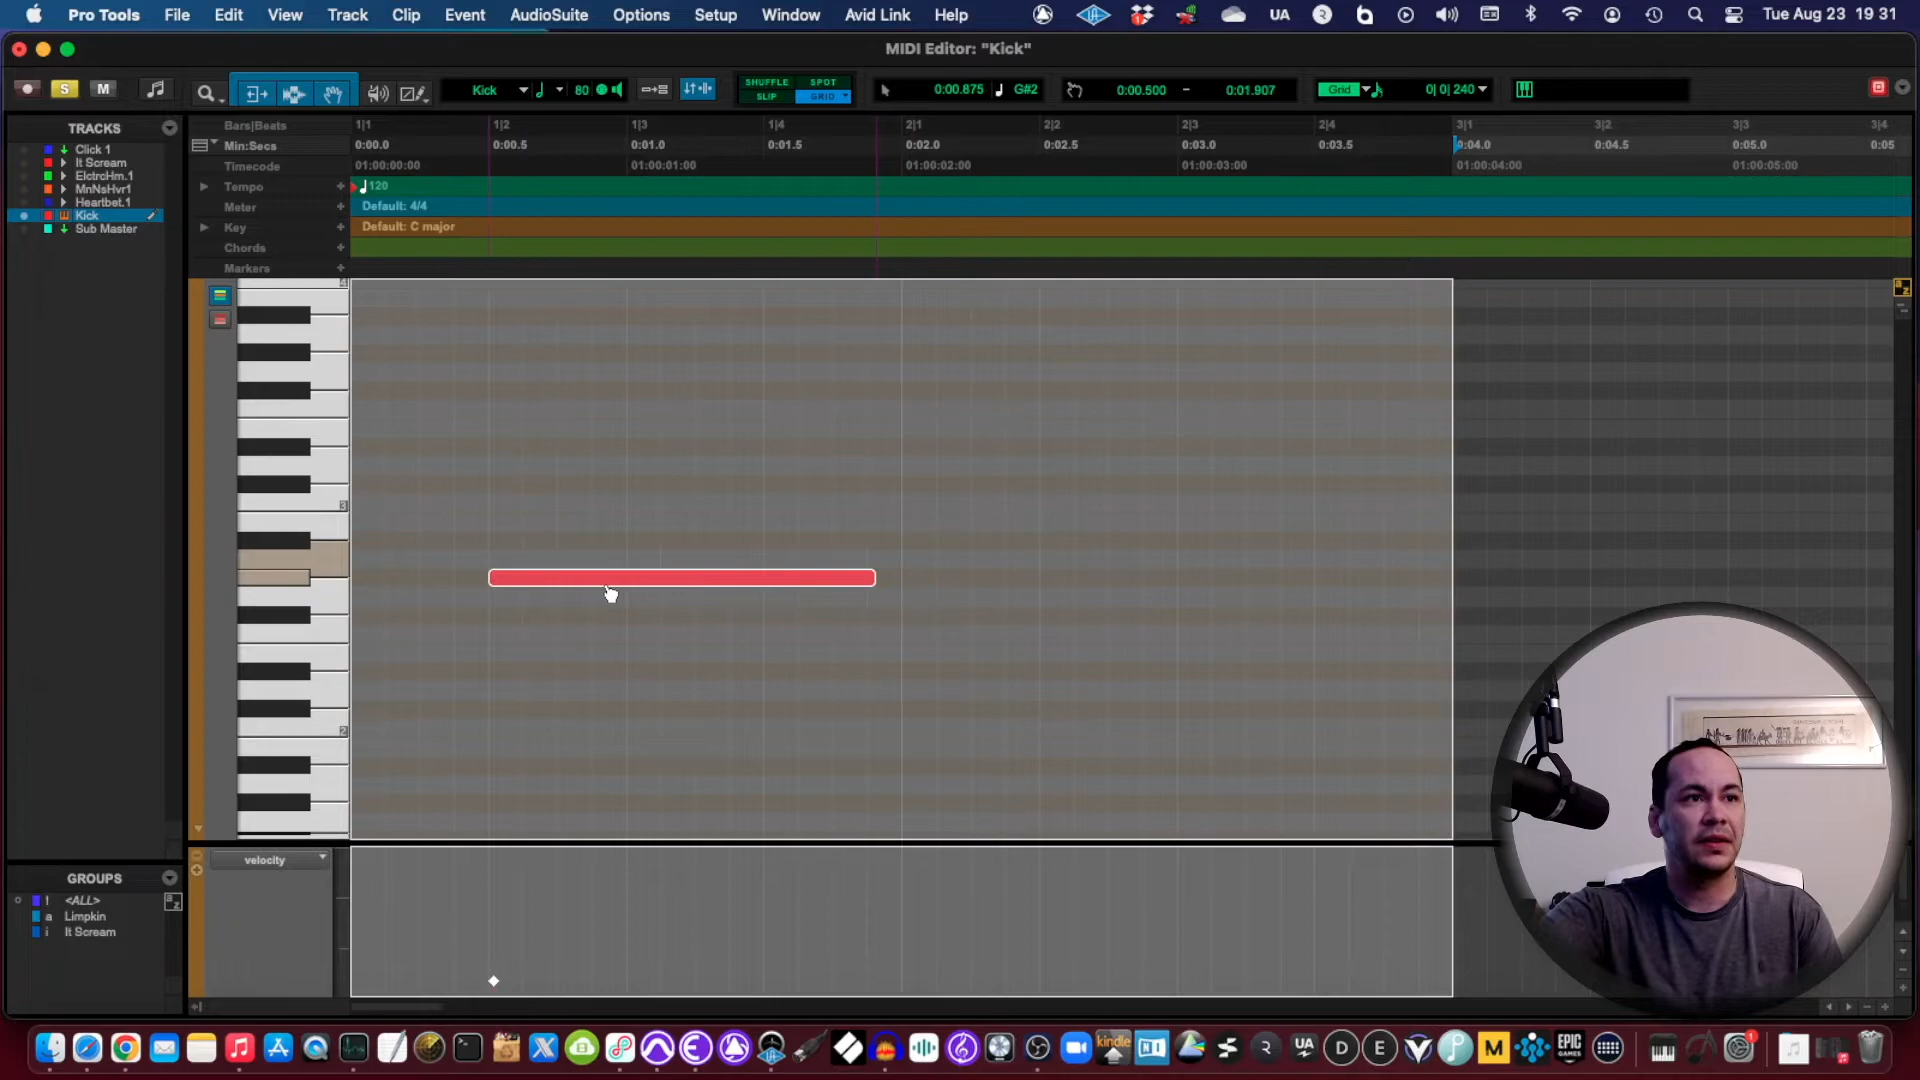 Pro Tools File Edit View Track Clip Event AudioSuite Options Setup Window Avid Link Help UA Tue Aug 23 19 31
MIDI Editor: "Kick"
S M Kick 80 SHUFFLE SPOT SLIP GRID 0:00.875 G#2 0:00.500 - 0:01.907 Grid 0| 0| 240
TRACKS
Click 1
It Scream
ElctrcHm.1
MnNsHvr1
Heartbet.1
Kick
Sub Master
Bars|Beats 1|1 1|2 1|3 1|4 2|1 2|2 2|3 2|4 3|1 3|2 3|3 3|4
Min:Secs 0:00.0 0:00.5 0:01.0 0:01.5 0:02.0 0:02.5 0:03.0 0:03.5 0:04.0 0:04.5 0:05.0 0:05
Timecode 01:00:00:00 01:00:01:00 01:00:02:00 01:00:03:00 01:00:04:00 01:00:05:00
Tempo + 120
Meter + Default: 4/4
Key + Default: C major
Chords +
Markers +
4
3
2
velocity
GROUPS
! <ALL>
a Limpkin
i It Scream
a z
kindle NI R UA D E M EPIC GAMES 1